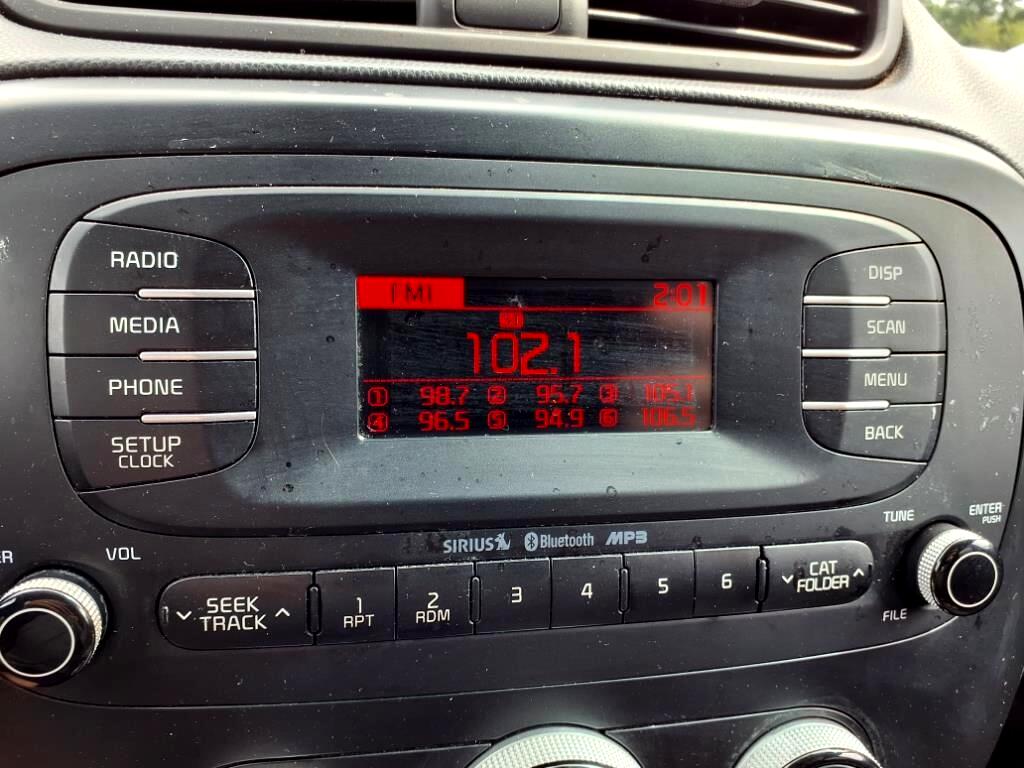 RADIO
MEDIA
PHONE
SETUP
CLOCK
FM1 2:01
102.1
1 98.7 2 95.7 3 105.1
4 96.5 5 94.9 6 106.5
DISP
SCAN
MENU
BACK
SIRIUS Bluetooth MP3
VOL
SEEK
TRACK
1
RPT
2
RDM
3
4
5
6
CAT
FOLDER
TUNE
ENTER
PUSH
FILE